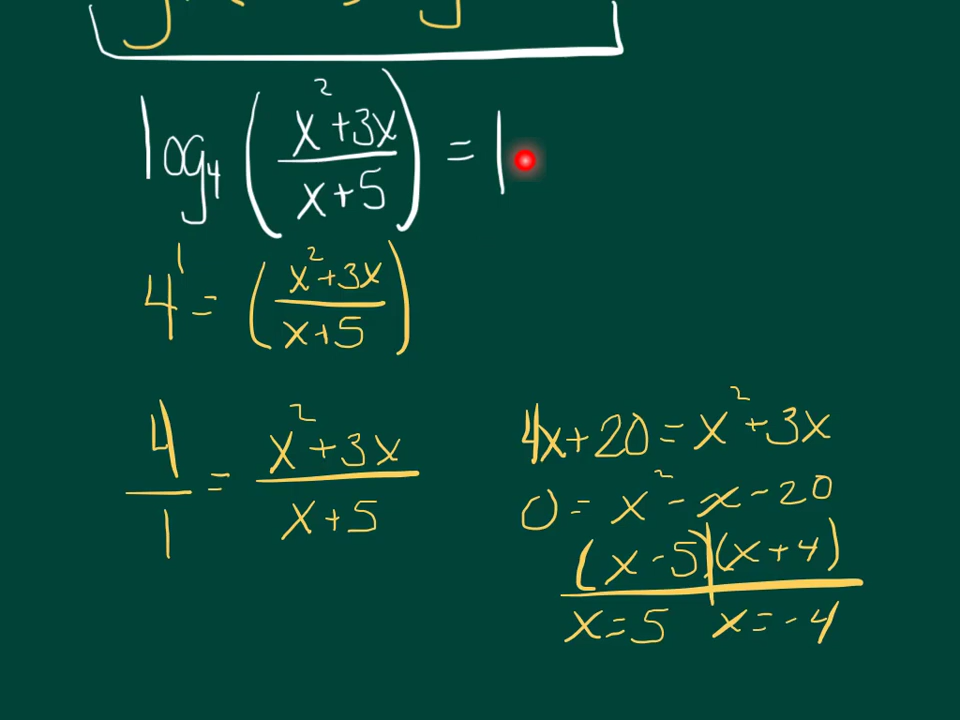 log₄ ( (x²+3x)/(x+5) ) = 1
4¹ = ( (x²+3x)/(x+5) )
4/1 = (x²+3x)/(x+5)
4x+20 = x²+3x
0 = x² - x - 20
(x-5)(x+4)
x=5 x=-4